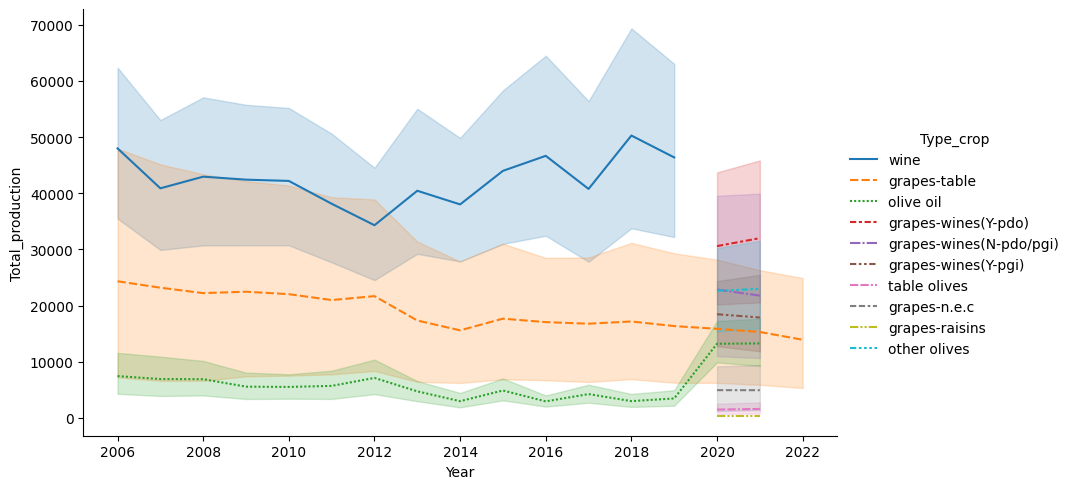 70000
60000
50000
40000
30000
20000
10000
0
Total_production
2006 2008 2010 2012 2014 2016 2018 2020 2022
Year
Type_crop
wine
grapes-table
olive oil
grapes-wines(Y-pdo)
grapes-wines(N-pdo/pgi)
grapes-wines(Y-pgi)
table olives
grapes-n.e.c
grapes-raisins
other olives